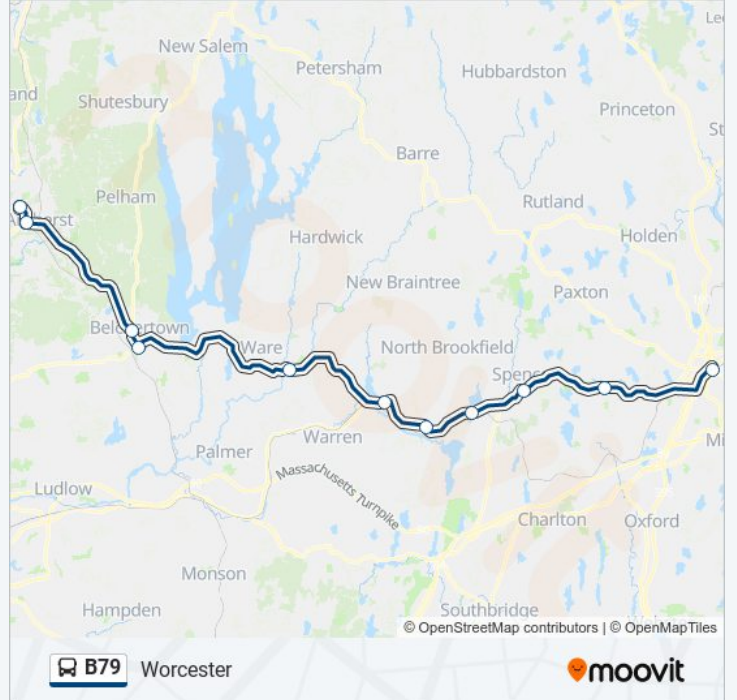 New Salem
Petersham
Hubbardston
Shutesbury
Princeton
Barre
Pelham
Rutland
Hardwick
Holden
New Braintree
Paxton
Belchertown
Ware
North Brookfield
Warren
Palmer
Massachusetts Turnpike
Ludlow
Charlton
Oxford
Monson
Hampden
Southbridge
© OpenStreetMap contributors | © OpenMapTiles
B79 Worcester
moovit